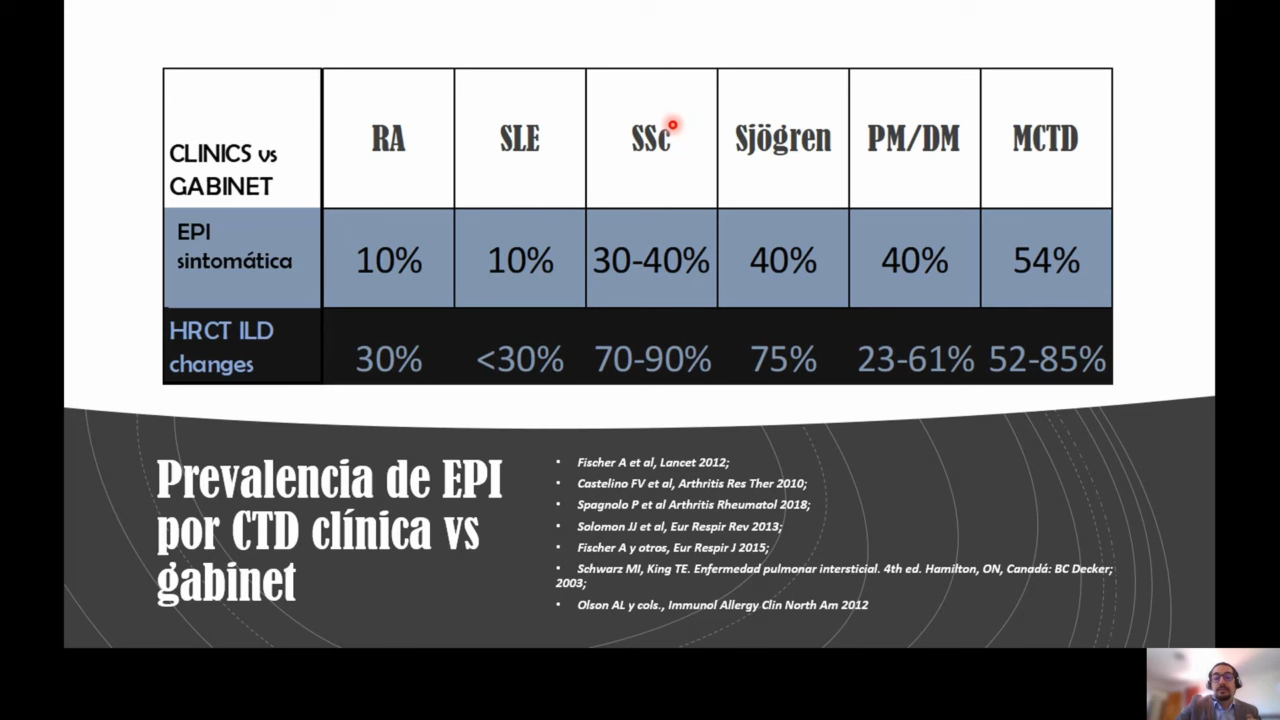 CLINICS vs
GABINET
RA
SLE
SSc
Sjögren
PM/DM
MCTD
EPI
sintomática
10%
10%
30-40%
40%
40%
54%
HRCT ILD
changes
30%
<30%
70-90%
75%
23-61%
52-85%
Prevalencia de EPI
por CTD clínica vs
gabinet
• Fischer A et al, Lancet 2012;
• Castelino FV et al, Arthritis Res Ther 2010;
• Spagnolo P et al Arthritis Rheumatol 2018;
• Solomon JJ et al, Eur Respir Rev 2013;
• Fischer A y otros, Eur Respir J 2015;
• Schwarz MI, King TE. Enfermedad pulmonar intersticial. 4th ed. Hamilton, ON, Canadá: BC Decker;
2003;
• Olson AL y cols., Immunol Allergy Clin North Am 2012